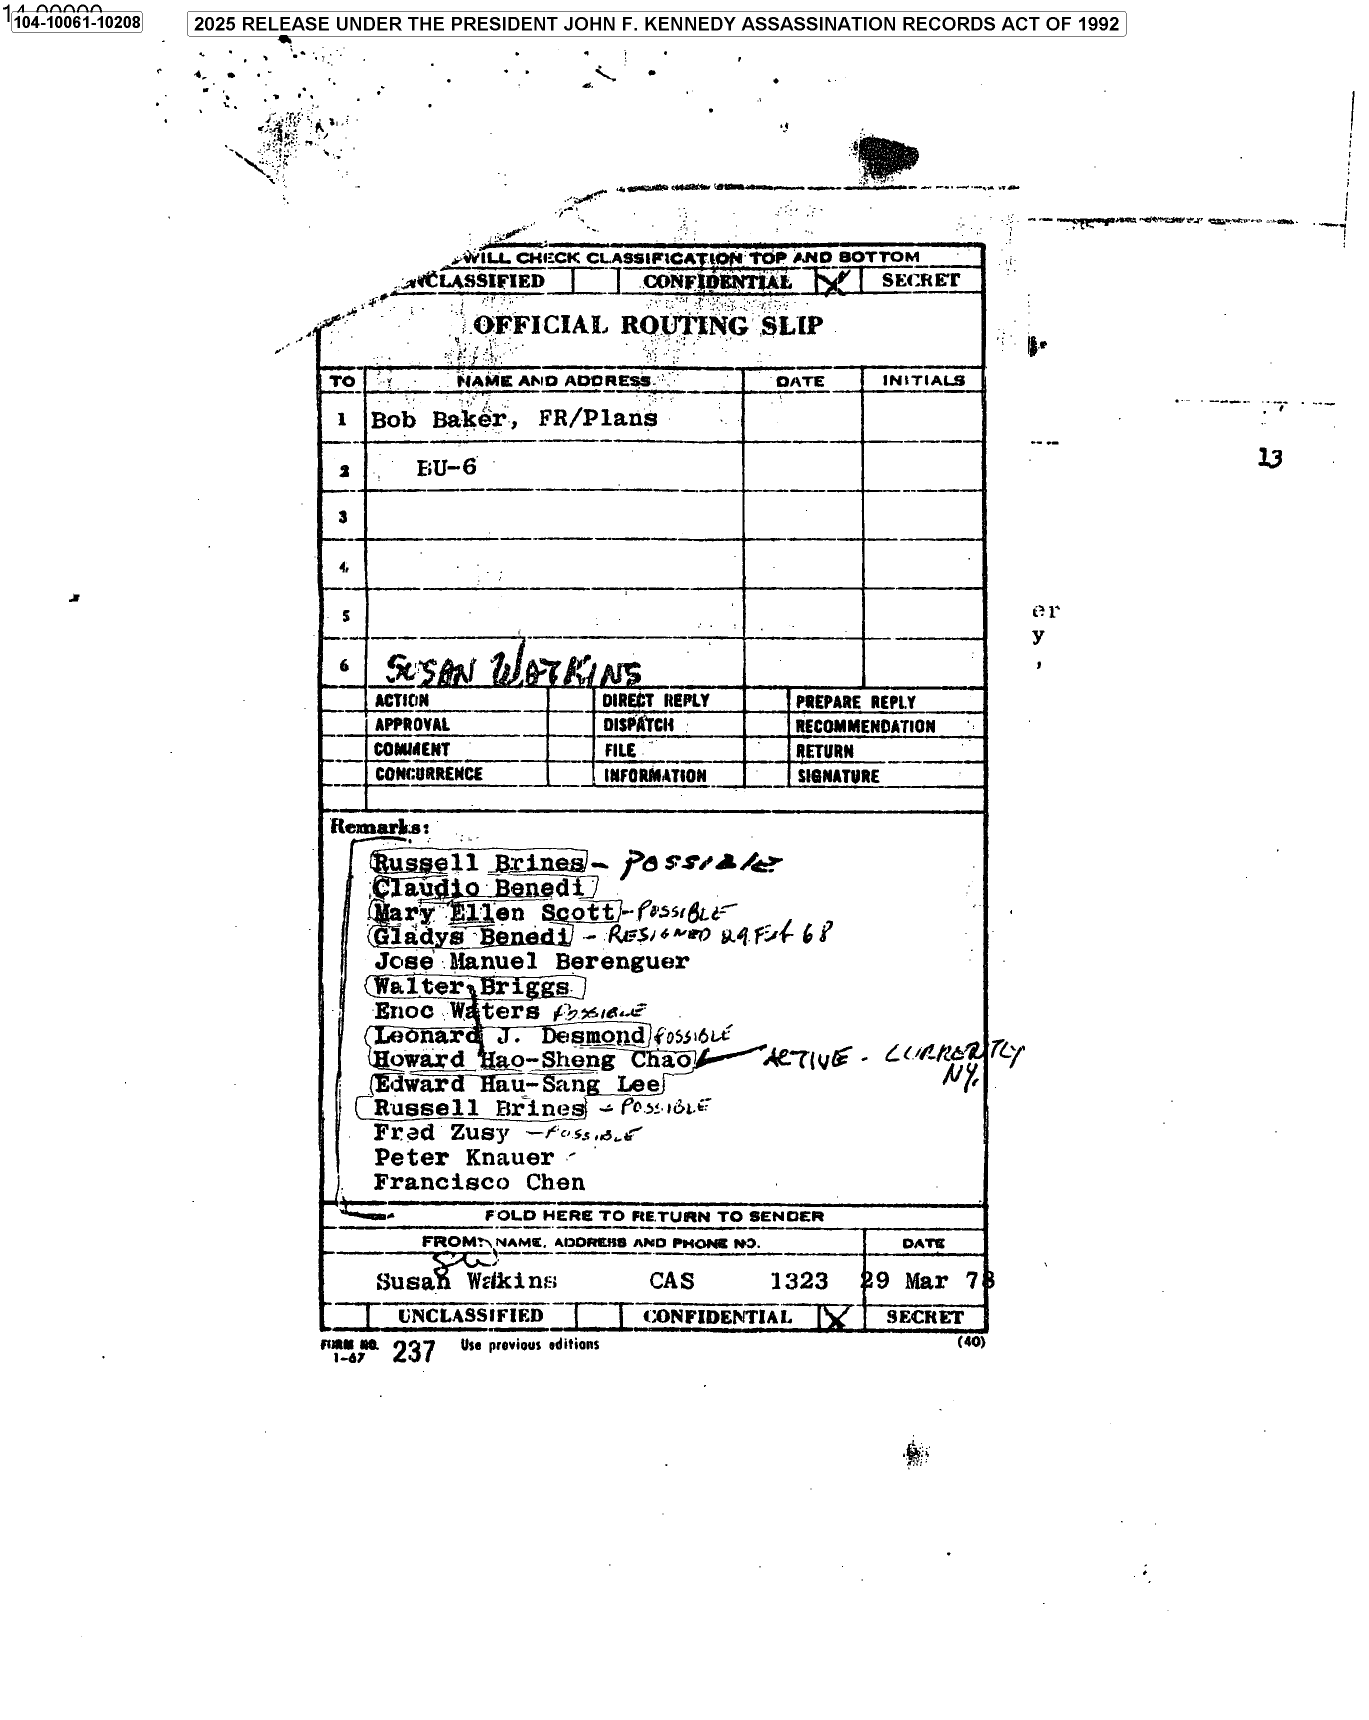 104-10061-10208
2025 RELEASE UNDER THE PRESIDENT JOHN F. KENNEDY ASSASSINATION RECORDS ACT OF 1992
WILL CHECK CLASSIFICATION TOP AND BOTTOM
UNCLASSIFIED CONFIDENTIAL X SECRET
OFFICIAL ROUTING SLIP
TO NAME AND ADDRESS DATE INITIALS
1 Bob Baker, FR/Plans
2 BU-6
13
3
4
5
er
y
,
6 SUSAN WATKINS
ACTION DIRECT REPLY PREPARE REPLY
APPROVAL DISPATCH RECOMMENDATION
COMMENT FILE RETURN
CONCURRENCE INFORMATION SIGNATURE
Remarks:
Russell Brines - POSSIBLE
Claudio Benedi
Mary Ellen Scott - POSSIBLE
Gladys Benedi - RESIGNED 29 Feb 68
Jose Manuel Berenguer
Walter Briggs
Enoc Waters POSSIBLE
Leonard J. Desmond POSSIBLE
Howard Hao-Sheng Chao ACTIVE - CURRENTLY
NY.
Edward Hau-Sang Lee
Russell Brines - POSSIBLE
Fred Zusy - POSSIBLE
Peter Knauer -
Francisco Chen
FOLD HERE TO RETURN TO SENDER
FROM: NAME, ADDRESS AND PHONE NO. DATE
Susan Watkins CAS 1323 29 Mar 78
UNCLASSIFIED CONFIDENTIAL X SECRET
FORM NO. 237 Use previous editions (40)
1-67